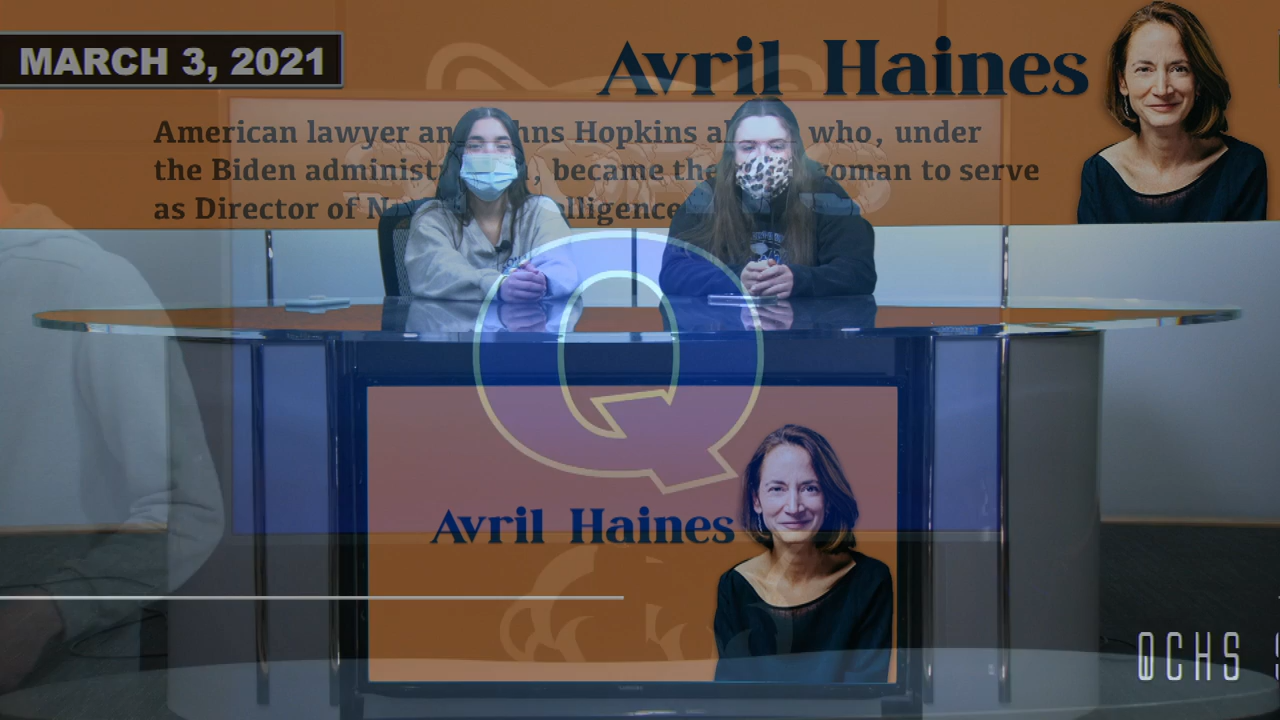 MARCH 3, 2021
Avril Haines
American lawyer an hns Hopkins al who, under
the Biden administ , became the woman to serve
as Director of N elligence
Q
Avril Haines
QCHS